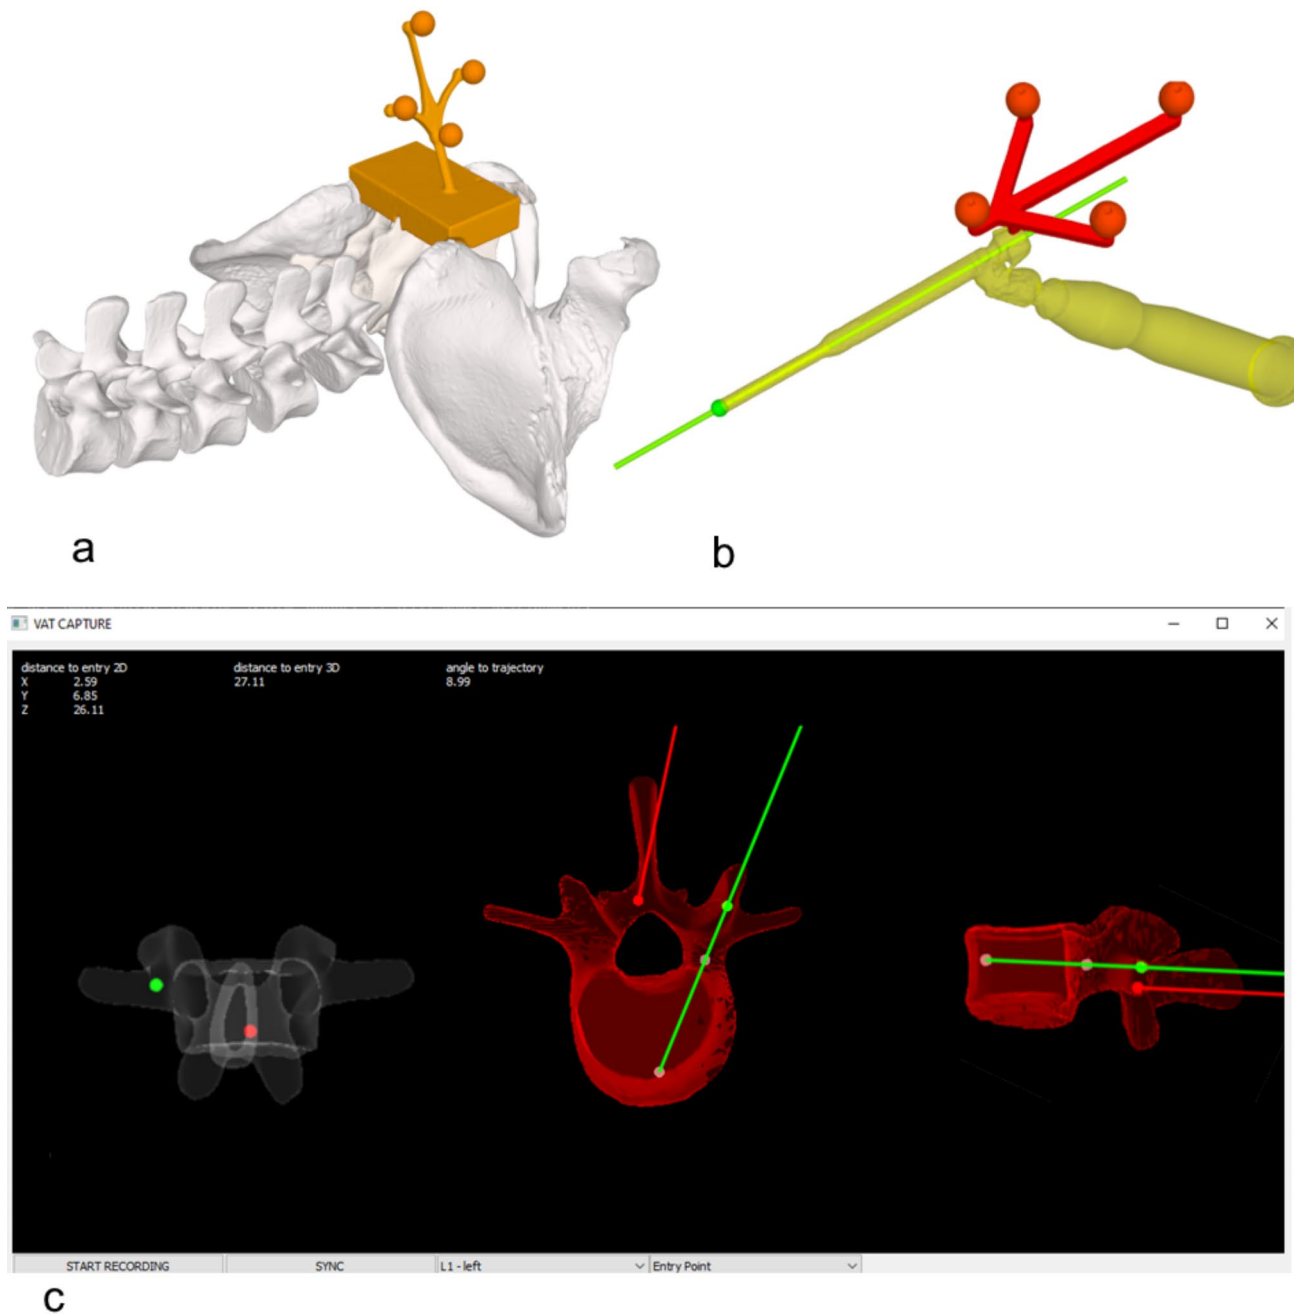 a
b
VAT CAPTURE
distance to entry 2D distance to entry 3D angle to trajectory
X 2.59 27.11 8.99
Y 6.85
Z 26.11
START RECORDING SYNC L1 - left Entry Point
c